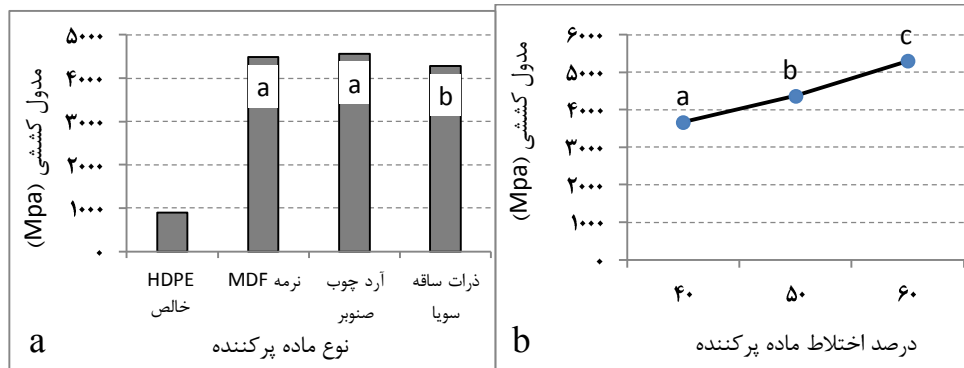 مدول کششی (Mpa)
۵۰۰۰
۴۰۰۰
۳۰۰۰
۲۰۰۰
۱۰۰۰
۰
a
a
b
HDPE خالص
نرمه MDF
آرد چوب صنوبر
ذرات ساقه سویا
نوع ماده پرکننده
a
مدول کششی (Mpa)
۶۰۰۰
۵۰۰۰
۴۰۰۰
۳۰۰۰
۲۰۰۰
۱۰۰۰
۰
a
b
c
۴۰
۵۰
۶۰
درصد اختلاط ماده پرکننده
b